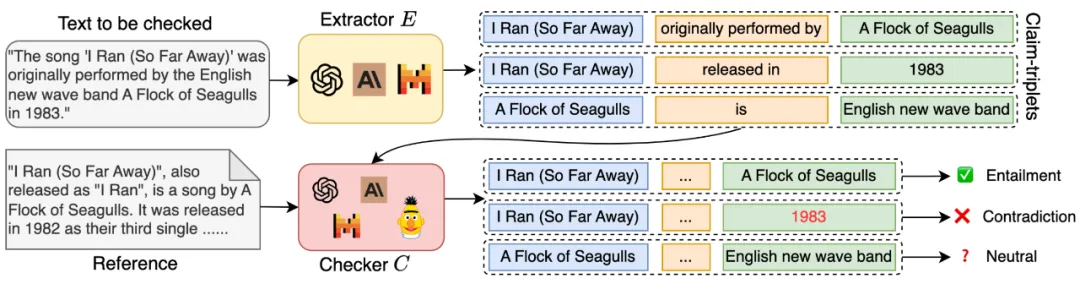 Text to be checked
"The song 'I Ran (So Far Away)' was
originally performed by the English
new wave band A Flock of Seagulls
in 1983."
Extractor E
AI
I Ran (So Far Away) originally performed by A Flock of Seagulls
I Ran (So Far Away) released in 1983
A Flock of Seagulls is English new wave band
Claim-triplets
"I Ran (So Far Away)", also
released as "I Ran", is a song by A
Flock of Seagulls. It was released
in 1982 as their third single ......
Reference
AI
Checker C
I Ran (So Far Away) ... A Flock of Seagulls Entailment
I Ran (So Far Away) ... 1983 Contradiction
A Flock of Seagulls ... English new wave band ? Neutral